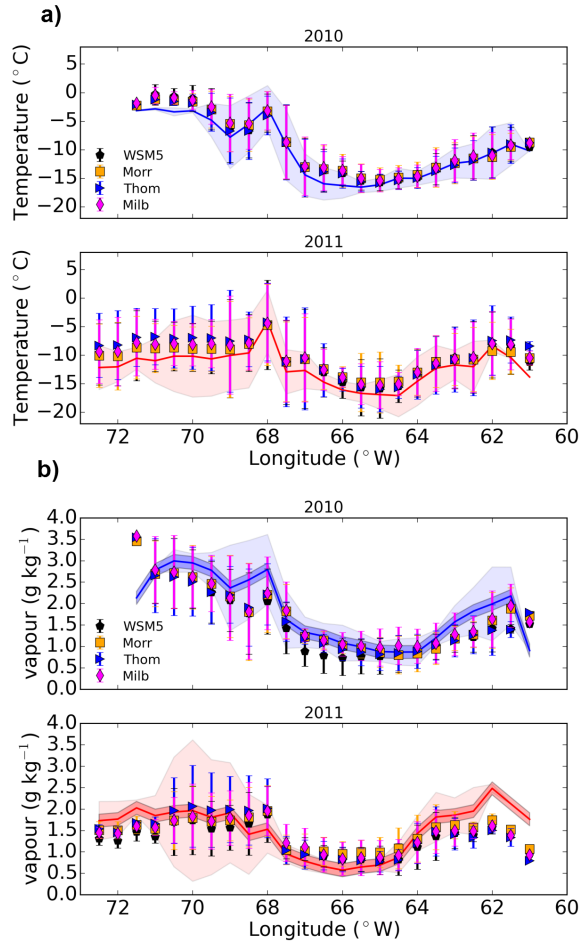 a)
2010
Temperature (°C)
0
−5
−10
−15
−20
WSM5
Morr
Thom
Milb
2011
Temperature (°C)
0
−5
−10
−15
−20
72
70
68
66
64
62
Longitude (°W)
b)
2010
vapour (g kg⁻¹)
4.0
3.5
3.0
2.5
2.0
1.5
1.0
0.5
0.0
WSM5
Morr
Thom
Milb
2011
vapour (g kg⁻¹)
4.0
3.5
3.0
2.5
2.0
1.5
1.0
0.5
0.0
72
70
68
66
64
62
Longitude (°W)